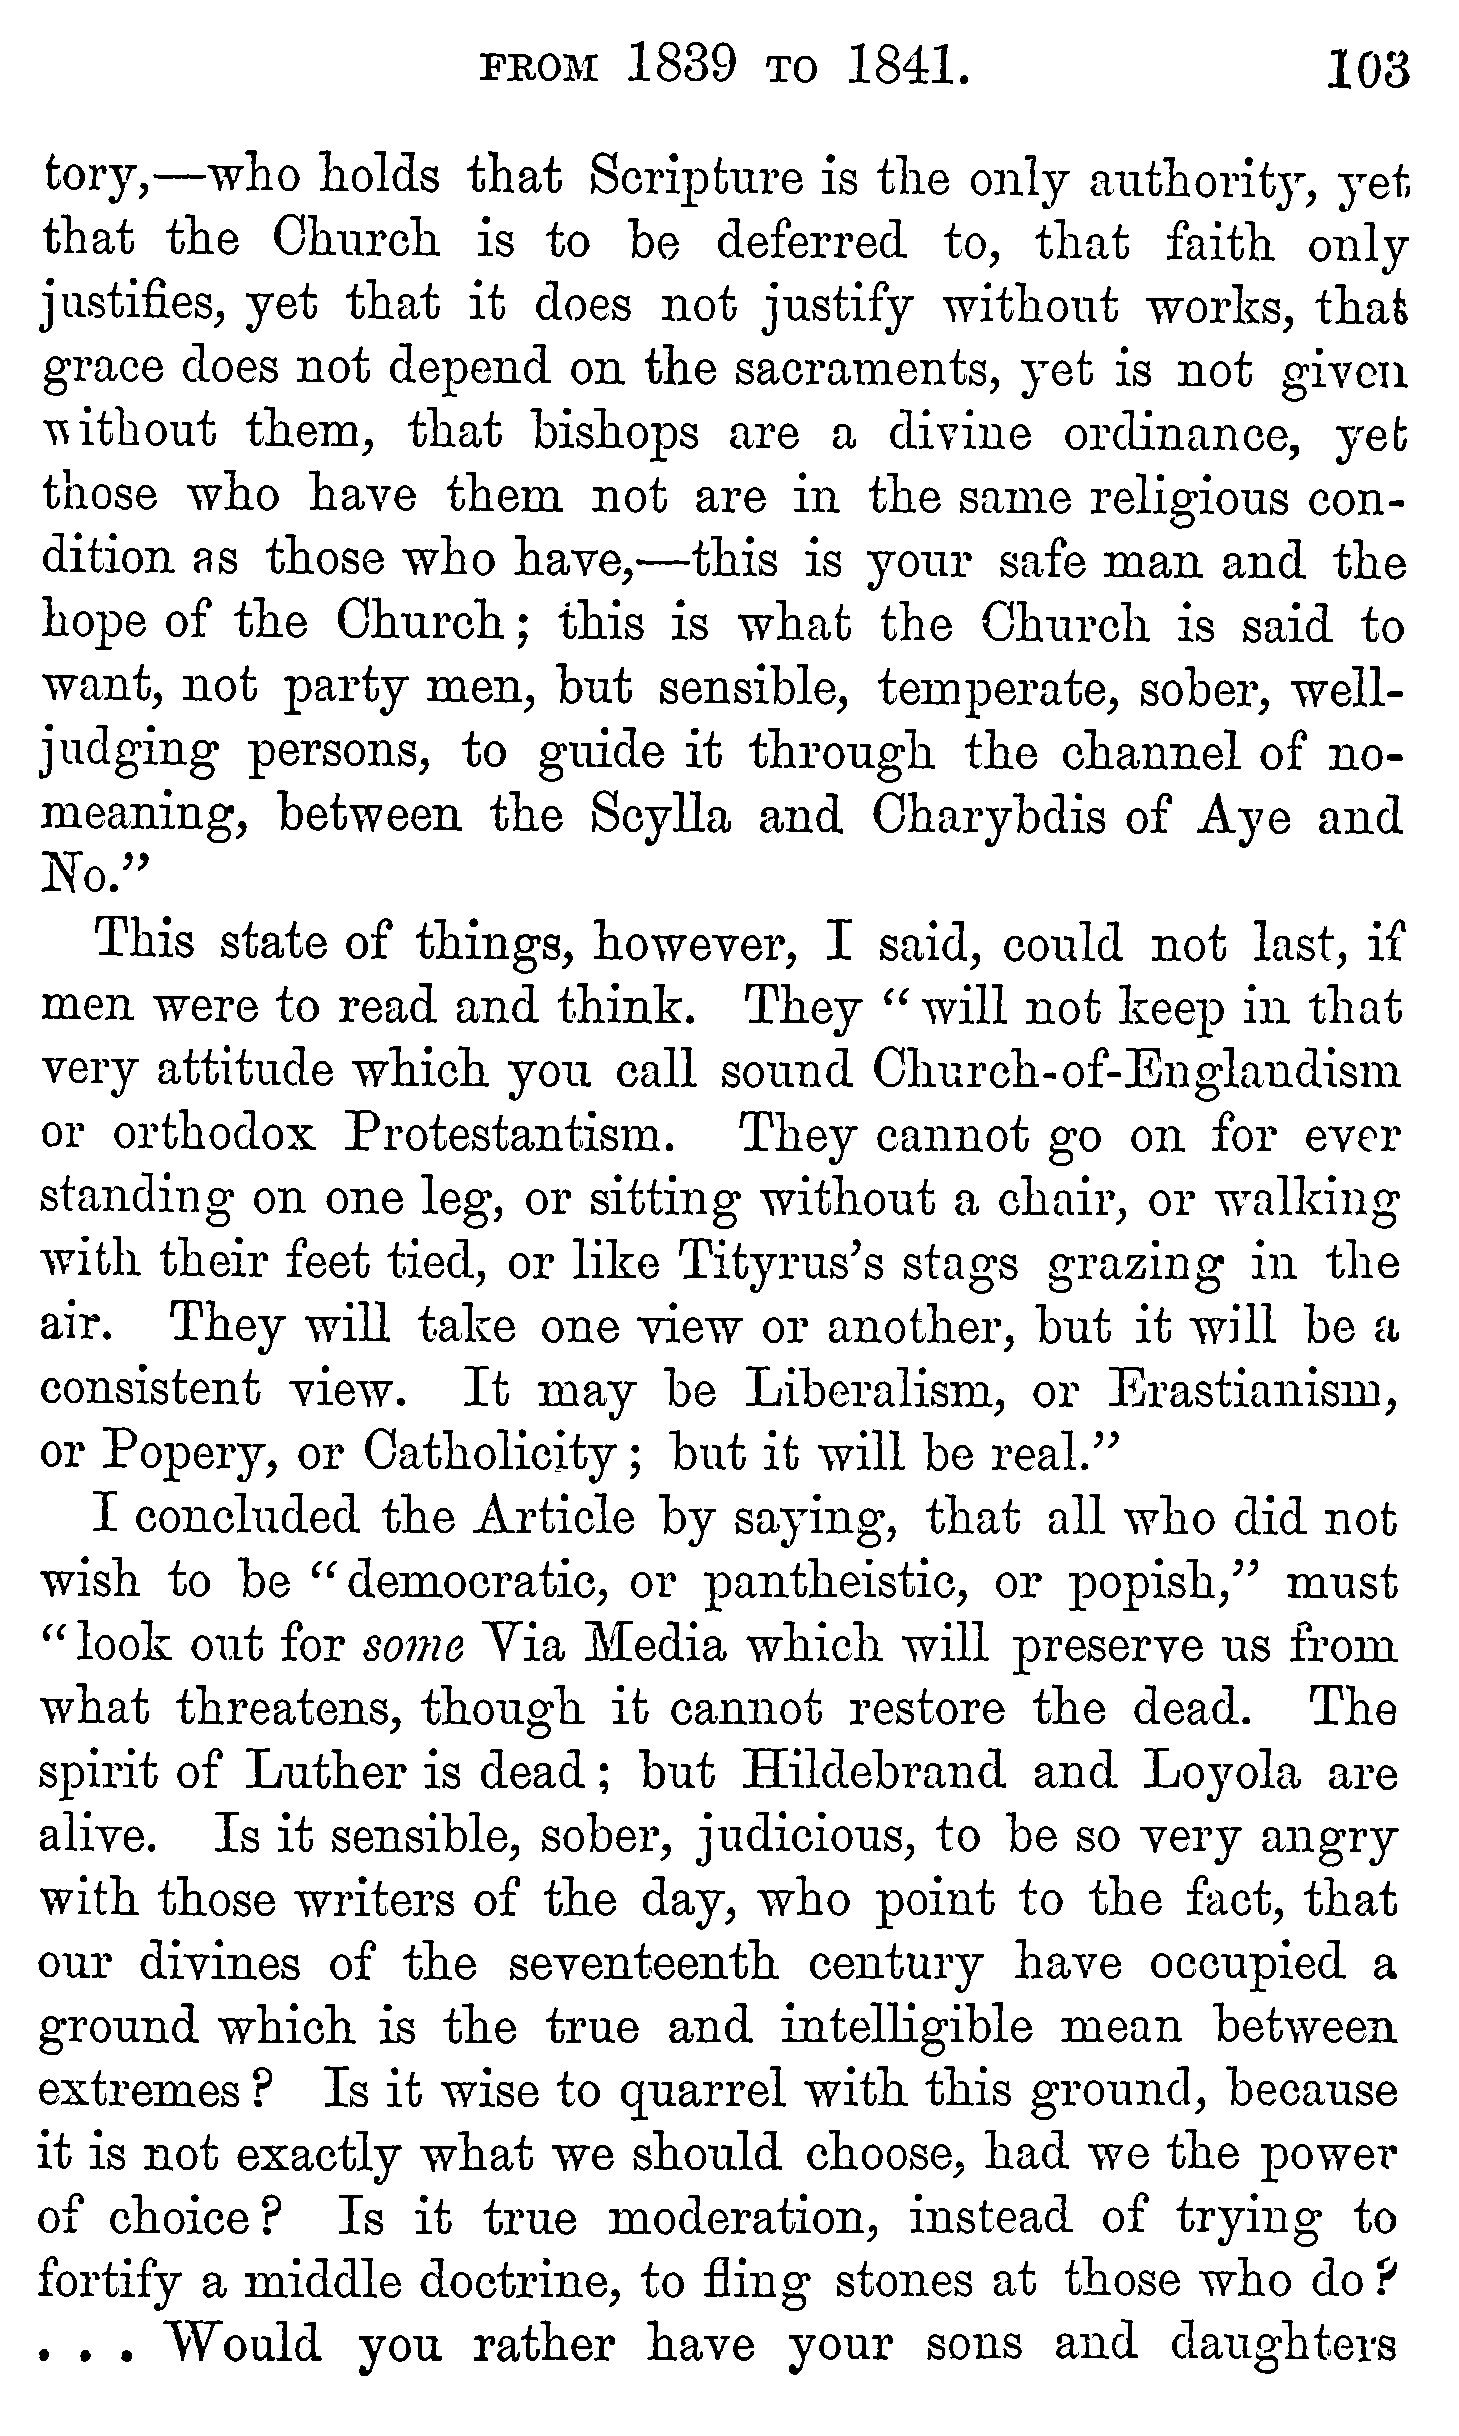 FROM 1839 TO 1841. 103
tory,—who holds that Scripture is the only authority, yet
that the Church is to be deferred to, that faith only
justifies, yet that it does not justify without works, that
grace does not depend on the sacraments, yet is not given
without them, that bishops are a divine ordinance, yet
those who have them not are in the same religious con-
dition as those who have,—this is your safe man and the
hope of the Church; this is what the Church is said to
want, not party men, but sensible, temperate, sober, well-
judging persons, to guide it through the channel of no-
meaning, between the Scylla and Charybdis of Aye and
No.”
This state of things, however, I said, could not last, if
men were to read and think. They “will not keep in that
very attitude which you call sound Church-of-Englandism
or orthodox Protestantism. They cannot go on for ever
standing on one leg, or sitting without a chair, or walking
with their feet tied, or like Tityrus’s stags grazing in the
air. They will take one view or another, but it will be a
consistent view. It may be Liberalism, or Erastianism,
or Popery, or Catholicity; but it will be real.”
I concluded the Article by saying, that all who did not
wish to be “democratic, or pantheistic, or popish,” must
“look out for some Via Media which will preserve us from
what threatens, though it cannot restore the dead. The
spirit of Luther is dead; but Hildebrand and Loyola are
alive. Is it sensible, sober, judicious, to be so very angry
with those writers of the day, who point to the fact, that
our divines of the seventeenth century have occupied a
ground which is the true and intelligible mean between
extremes? Is it wise to quarrel with this ground, because
it is not exactly what we should choose, had we the power
of choice? Is it true moderation, instead of trying to
fortify a middle doctrine, to fling stones at those who do?
. . . Would you rather have your sons and daughters